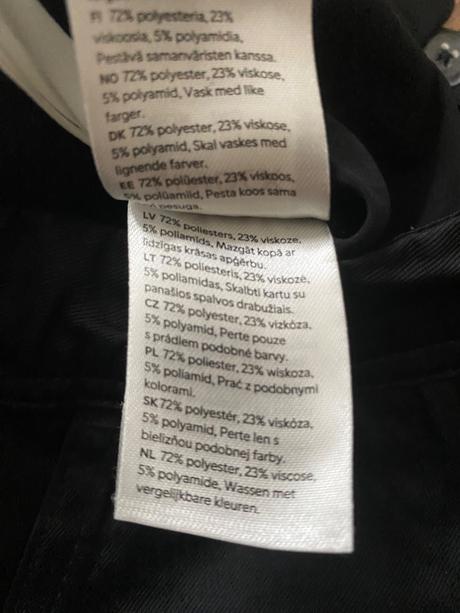 FI 72% polyesteria, 23%
viskoosia, 5% polyamidia,
Pestävä samanväristen kanssa.
NO 72% polyester, 23% viskose,
5% polyamid, Vask med like
farger.
DK 72% polyester, 23% viskose,
5% polyamid, Skal vaskes med
lignende farver.
EE 72% polüester, 23% viskoos,
5% polüamid, Pesta koos sama
pesuga.
LV 72% poliesters, 23% viskoze,
5% poliamīds, Mazgāt kopā ar
līdzīgas krāsas apģērbu.
LT 72% poliesteris, 23% viskozė,
5% poliamidas, Skalbti kartu su
panašios spalvos drabužiais.
CZ 72% polyester, 23% vizkóza,
5% polyamid, Perte pouze
s prádlem podobné barvy.
PL 72% poliester, 23% wiskoza,
5% poliamid, Prać z podobnymi
kolorami.
SK 72% polyestér, 23% viskóza,
5% polyamid, Perte len s
bielizňou podobnej farby.
NL 72% polyester, 23% viscose,
5% polyamide, Wassen met
vergelijkbare kleuren.